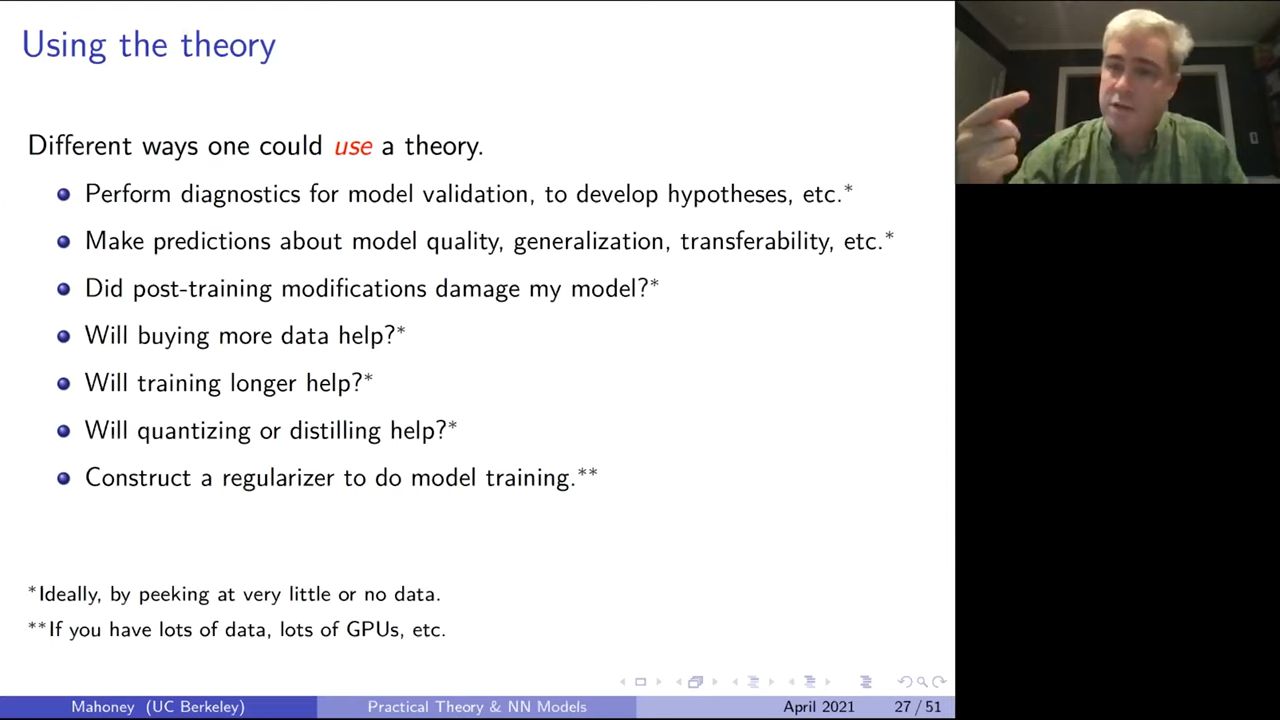 Using the theory
Different ways one could use a theory.
Perform diagnostics for model validation, to develop hypotheses, etc.*
Make predictions about model quality, generalization, transferability, etc.*
Did post-training modifications damage my model?*
Will buying more data help?*
Will training longer help?*
Will quantizing or distilling help?*
Construct a regularizer to do model training.**
*Ideally, by peeking at very little or no data.
**If you have lots of data, lots of GPUs, etc.
Mahoney (UC Berkeley) Practical Theory & NN Models April 2021 27 / 51